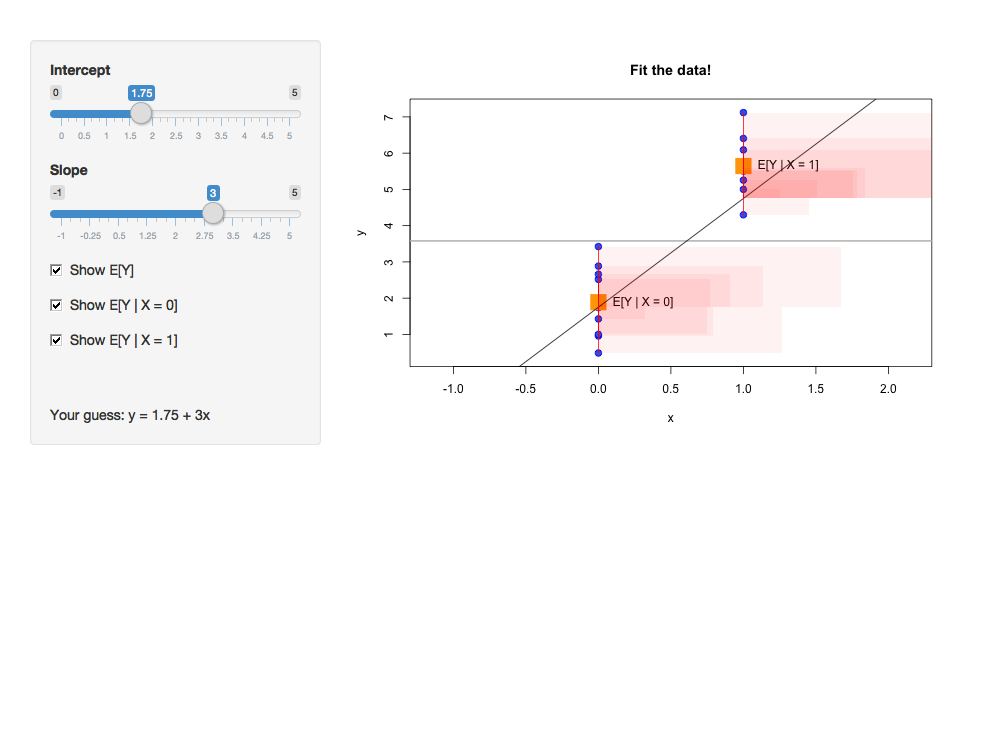 Intercept
0 1.75 5
0 0.5 1 1.5 2 2.5 3 3.5 4 4.5 5
Slope
-1 3 5
-1 -0.25 0.5 1.25 2 2.75 3.5 4.25 5
Show E[Y]
Show E[Y | X = 0]
Show E[Y | X = 1]
Your guess: y = 1.75 + 3x
Fit the data!
7
6
5
4
3
2
1
y
E[Y | X = 1]
E[Y | X = 0]
-1.0 -0.5 0.0 0.5 1.0 1.5 2.0
x